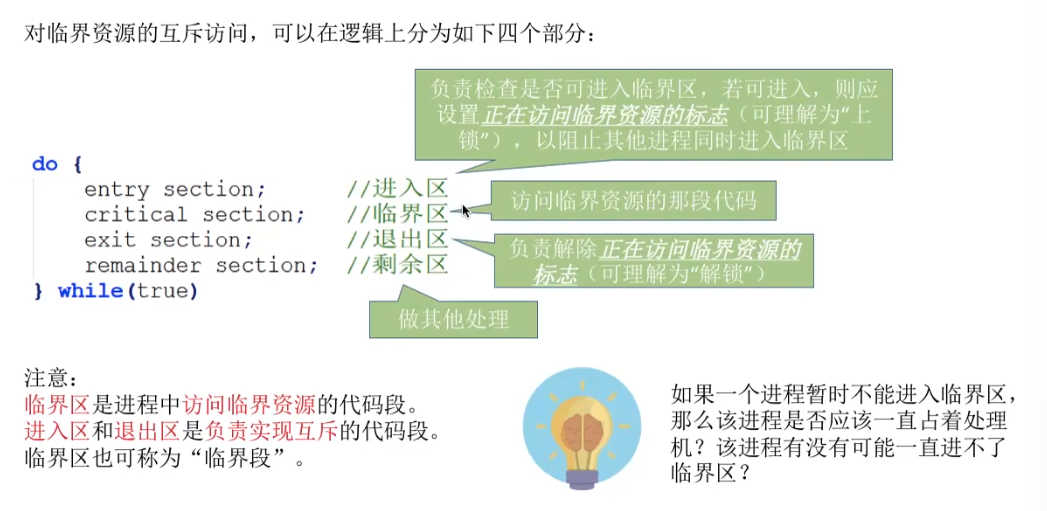 对临界资源的互斥访问，可以在逻辑上分为如下四个部分：
负责检查是否可进入临界区，若可进入，则应
设置正在访问临界资源的标志（可理解为“上
锁”），以阻止其他进程同时进入临界区
do {
entry section; //进入区
critical section; //临界区
exit section; //退出区
remainder section; //剩余区
} while(true)
访问临界资源的那段代码
负责解除正在访问临界资源的
标志（可理解为“解锁”）
做其他处理
注意：
临界区是进程中访问临界资源的代码段。
进入区和退出区是负责实现互斥的代码段。
临界区也可称为“临界段”。
如果一个进程暂时不能进入临界区，
那么该进程是否应该一直占着处理
机？该进程有没有可能一直进不了
临界区？